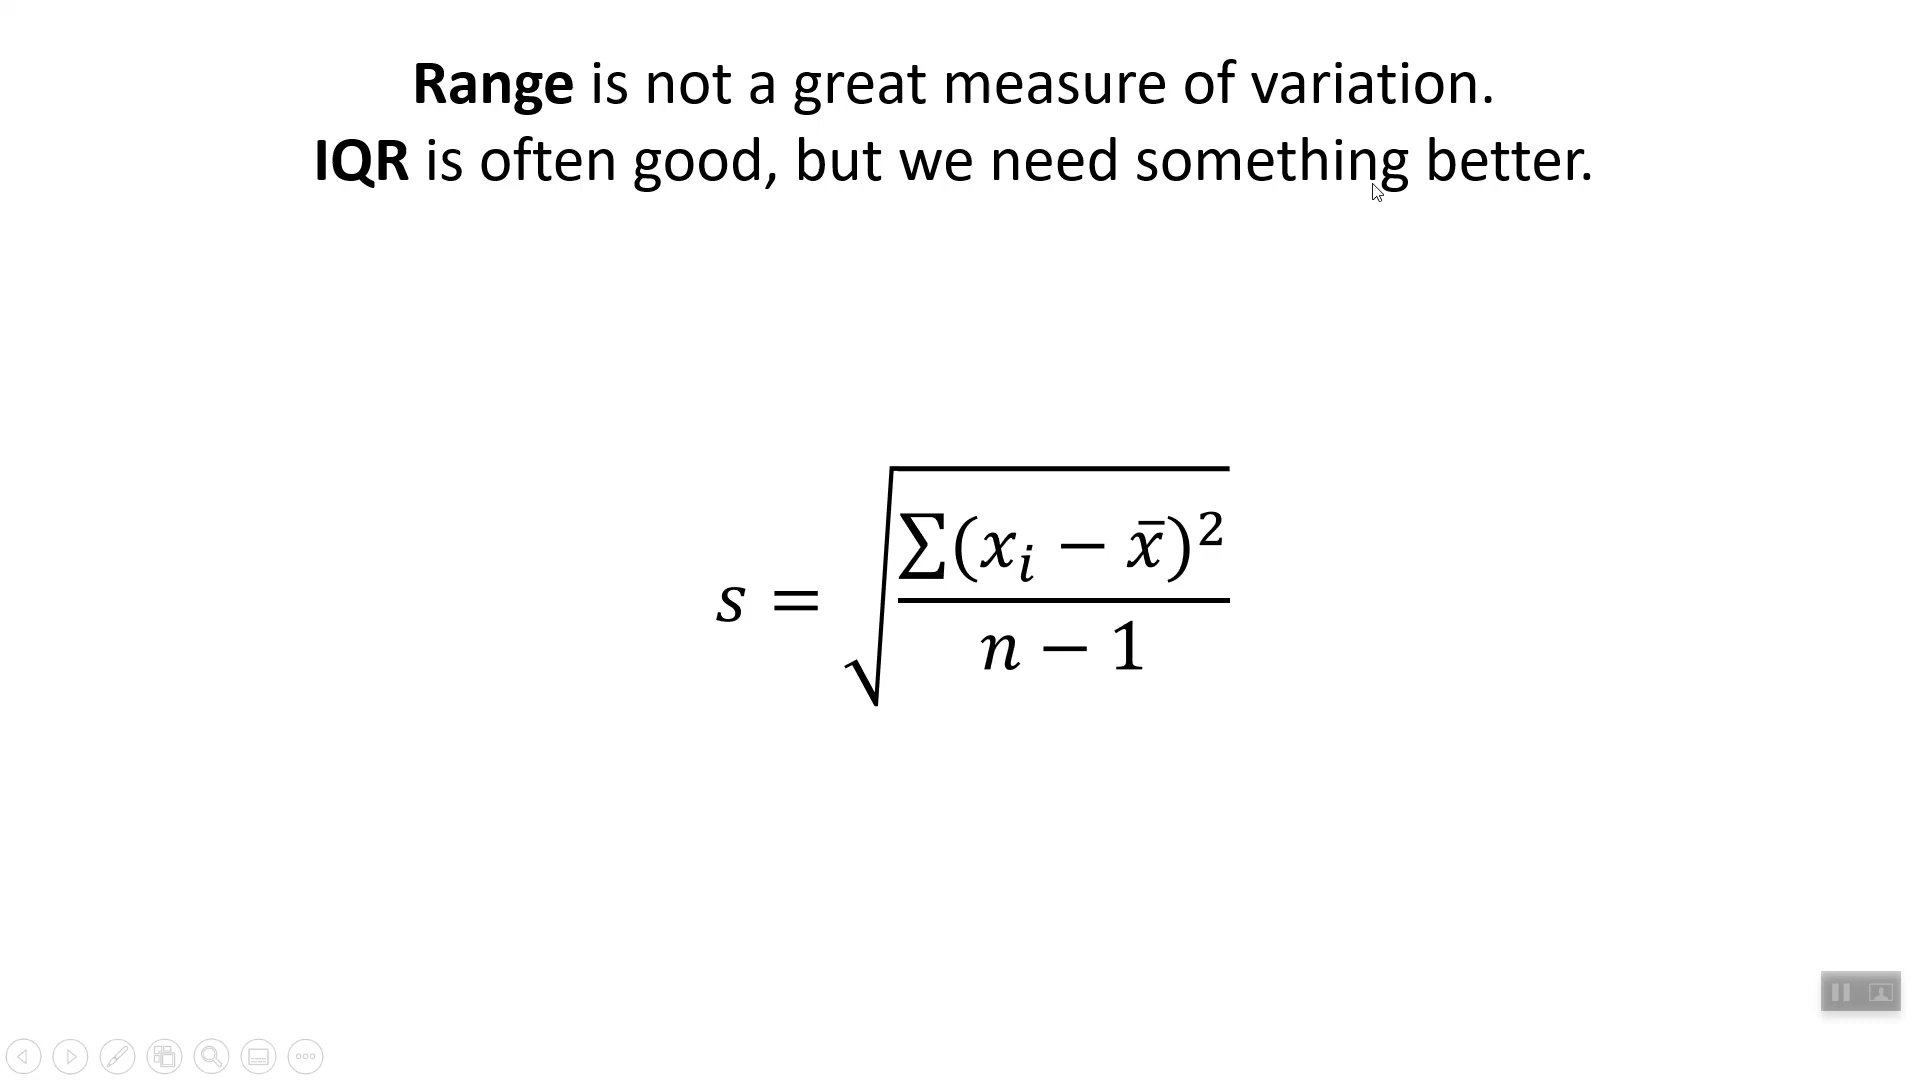 Range is not a great measure of variation.
IQR is often good, but we need something better.
s = √(∑(xᵢ − x̄)² / (n − 1))